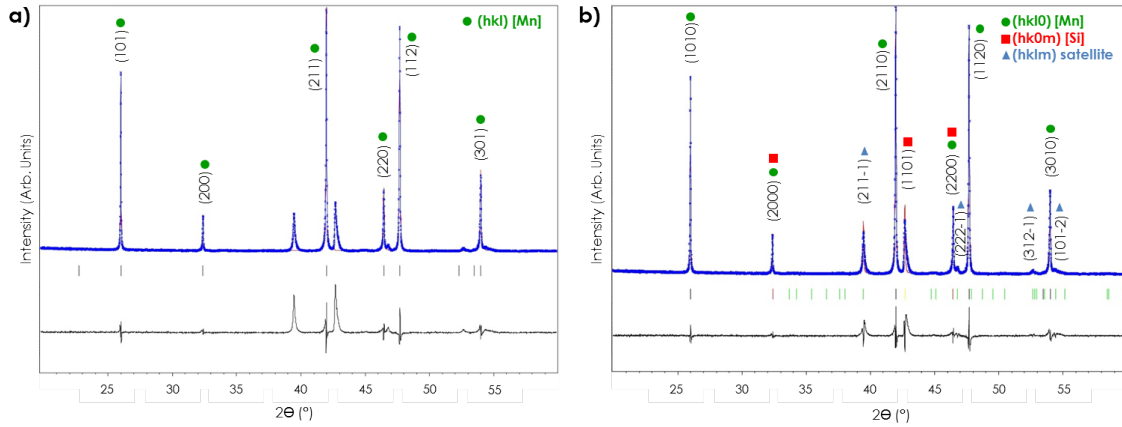 a)
(hkl) [Mn]
(101)
(200)
(211)
(220)
(112)
(301)
Intensity (Arb. Units)
25 30 35 40 45 50 55
2Θ (°)
b)
(hkl0) [Mn]
(hk0m) [Si]
(hklm) satellite
(1010)
(2000)
(211-1)
(2110)
(1101)
(2200)
(222-1)
(1120)
(312-1)
(3010)
(101-2)
Intensity (Arb. Units)
25 30 35 40 45 50 55
2Θ (°)